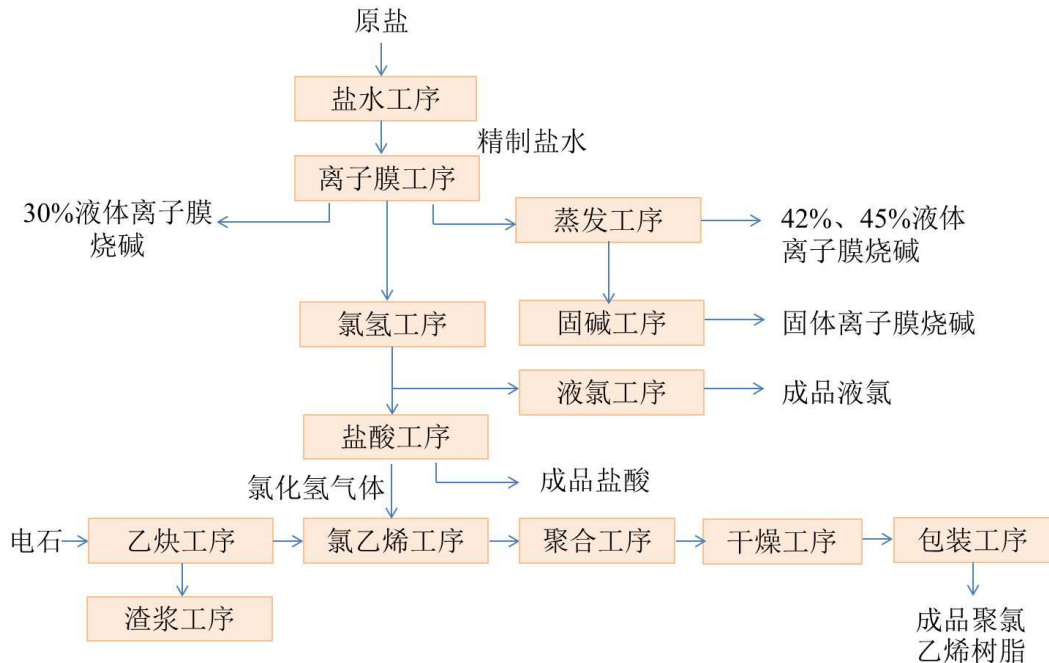 原盐
盐水工序
精制盐水
离子膜工序
30%液体离子膜
烧碱
蒸发工序
42%、45%液体
离子膜烧碱
氯氢工序
固碱工序
固体离子膜烧碱
液氯工序
成品液氯
盐酸工序
氯化氢气体
成品盐酸
电石
乙炔工序
氯乙烯工序
聚合工序
干燥工序
包装工序
渣浆工序
成品聚氯
乙烯树脂